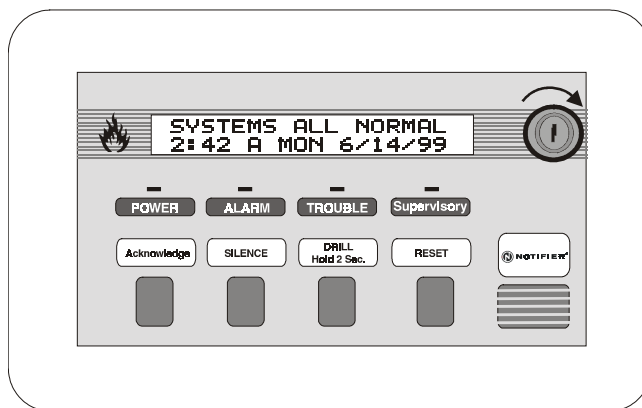 SYSTEMS ALL NORMAL
2:42 A MON 6/14/99
POWER ALARM TROUBLE Supervisory
Acknowledge SILENCE DRILL RESET
Hold 2 Sec.
NOTIFIER